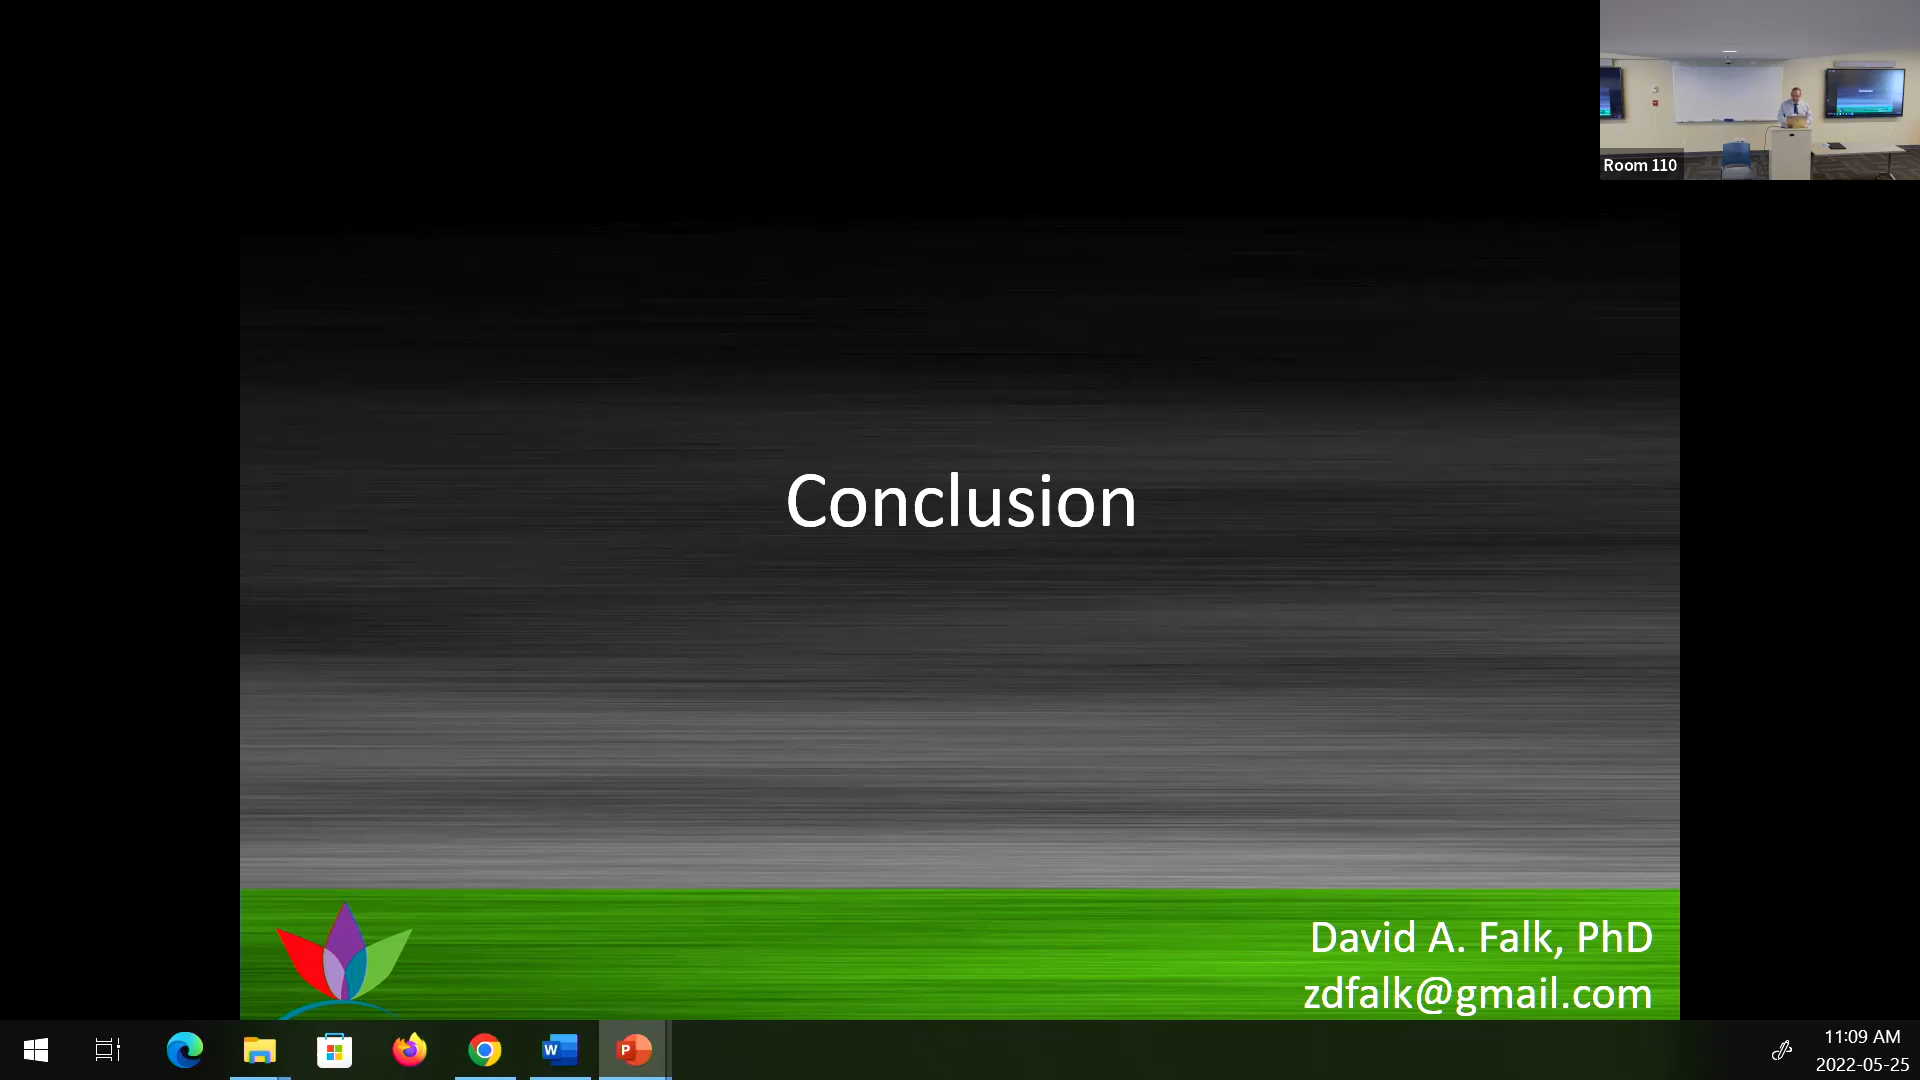 Room 110
Conclusion
David A. Falk, PhD
zdfalk@gmail.com
11:09 AM
2022-05-25